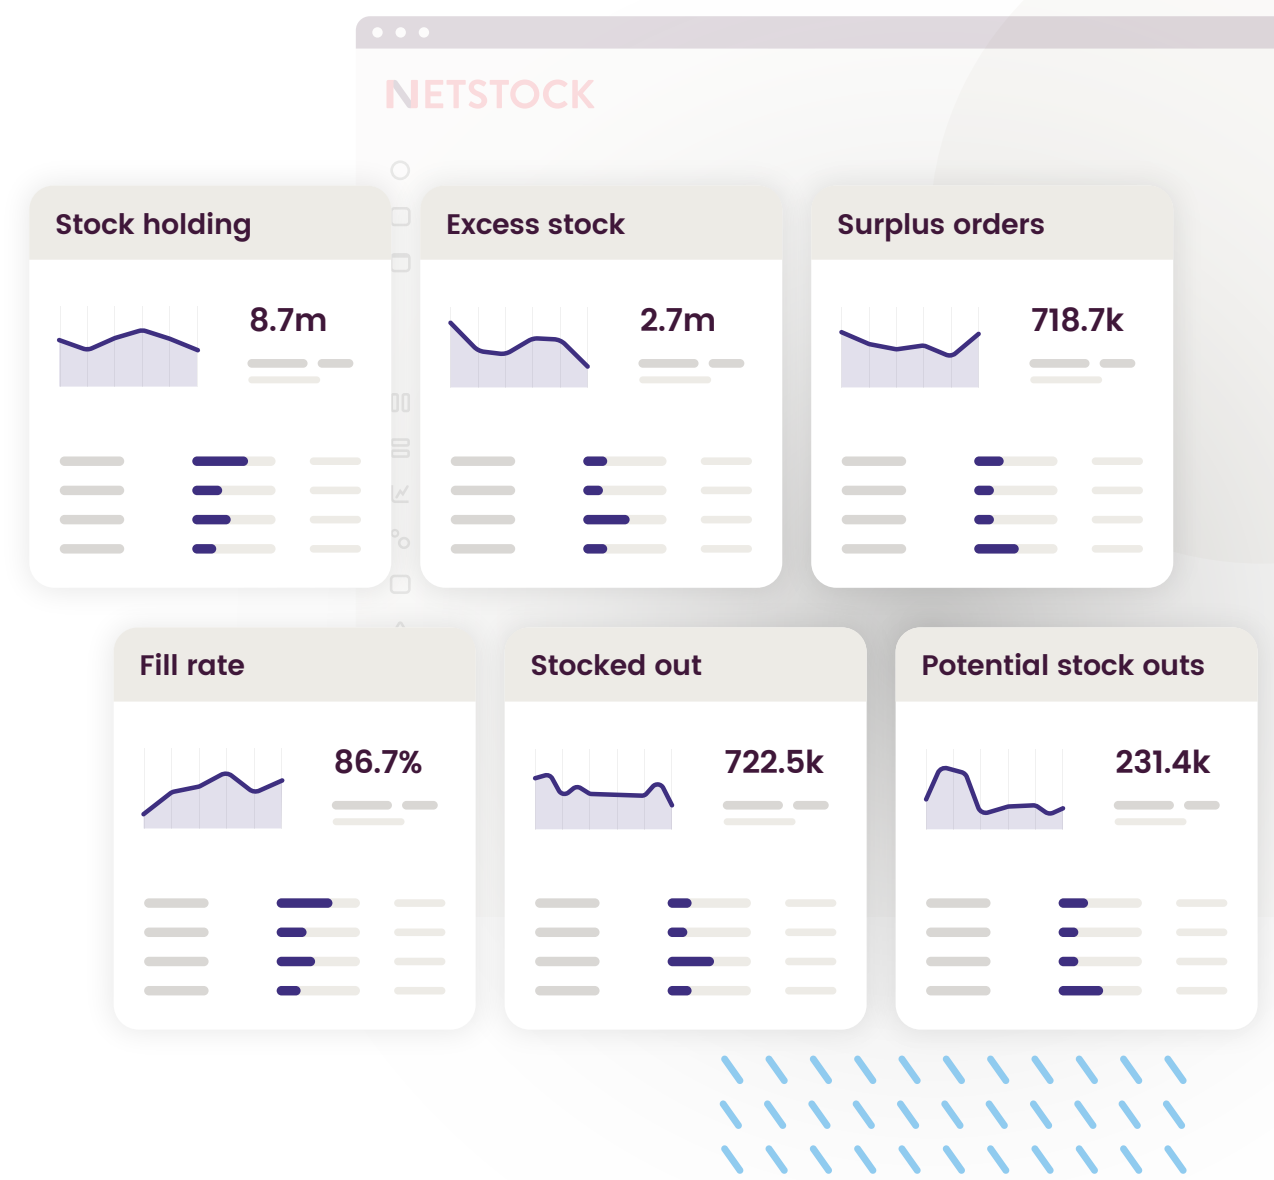 NETSTOCK
Stock holding
8.7m
Excess stock
2.7m
Surplus orders
718.7k
Fill rate
86.7%
Stocked out
722.5k
Potential stock outs
231.4k